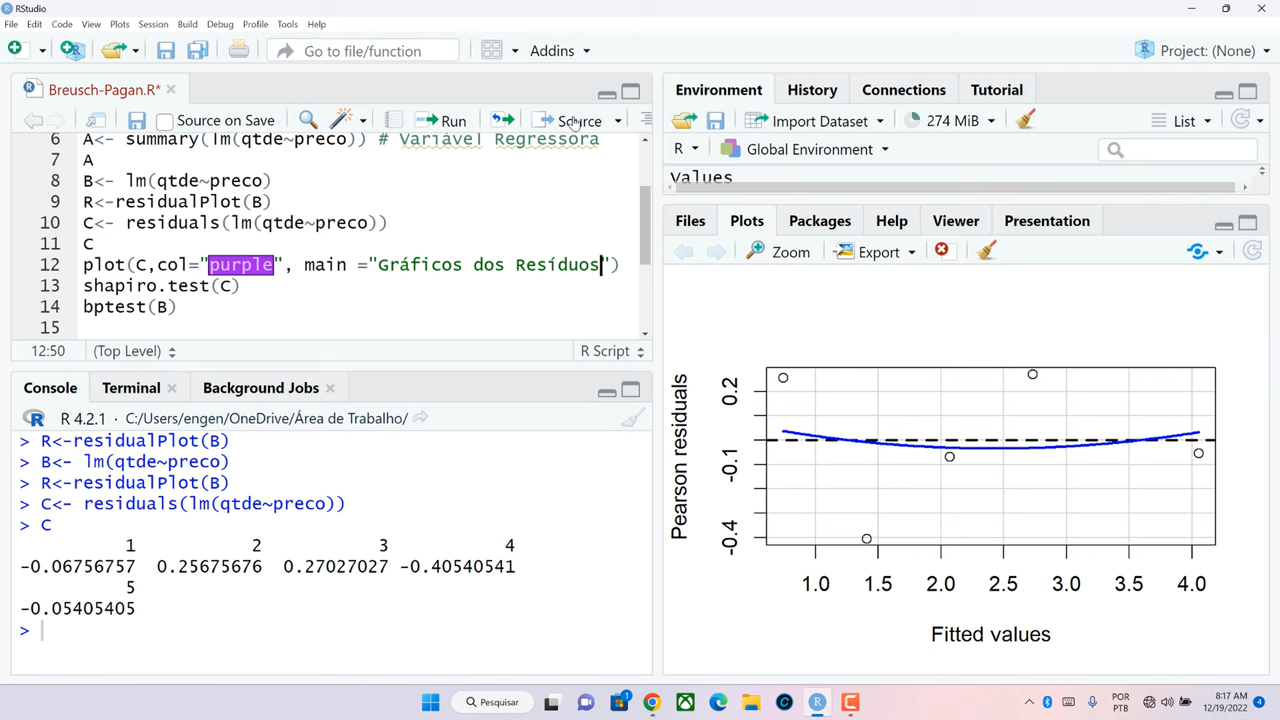 RStudio
File Edit Code View Plots Session Build Debug Profile Tools Help
Go to file/function Addins Project: (None)
Breusch-Pagan.R*
Source on Save Run Source
6 A<- summary(lm(qtde~preco)) # Variável Regressora
7 A
8 B<- lm(qtde~preco)
9 R<-residualPlot(B)
10 C<- residuals(lm(qtde~preco))
11 C
12 plot(C,col="purple", main ="Gráficos dos Resíduos")
13 shapiro.test(C)
14 bptest(B)
15
12:50 (Top Level) R Script
Console Terminal Background Jobs
R 4.2.1 · C:/Users/engen/OneDrive/Área de Trabalho/
> R<-residualPlot(B)
> B<- lm(qtde~preco)
> R<-residualPlot(B)
> C<- residuals(lm(qtde~preco))
> C
1 2 3 4
-0.06756757 0.25675676 0.27027027 -0.40540541
5
-0.05405405
>
Environment History Connections Tutorial
Import Dataset 274 MiB List
R Global Environment
Values
Files Plots Packages Help Viewer Presentation
Zoom Export
Pearson residuals
0.2
-0.1
-0.4
1.0 1.5 2.0 2.5 3.0 3.5 4.0
Fitted values
Pesquisar
1
POR
PTB
8:17 AM
12/19/2022
4